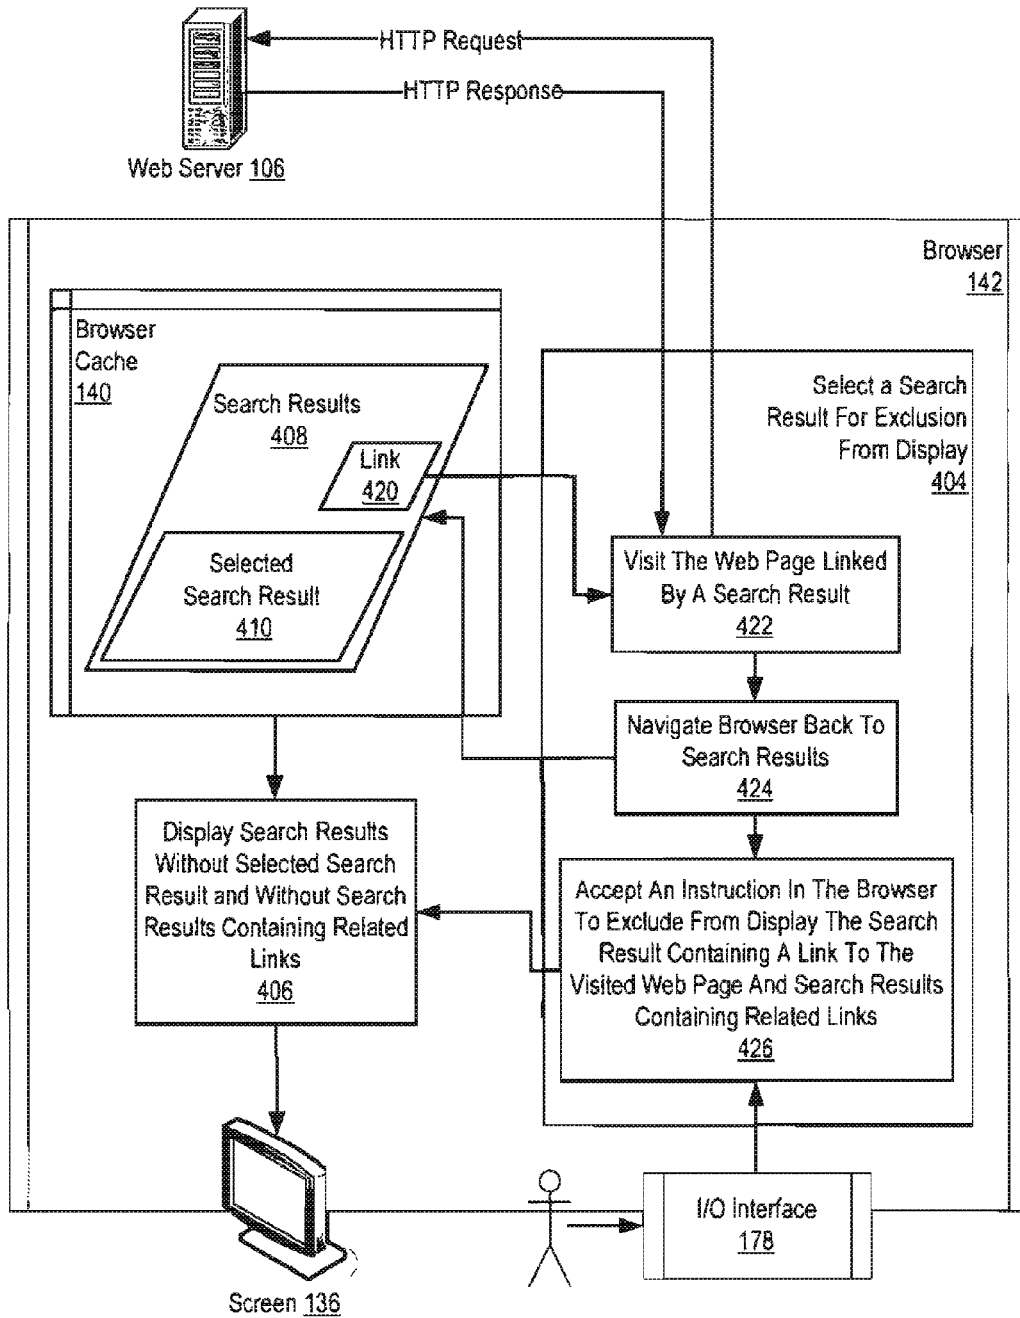 HTTP Request
HTTP Response
Web Server 106
Browser
142
Browser
Cache
140
Search Results
408
Link
420
Selected
Search Result
410
Select a Search
Result For Exclusion
From Display
404
Visit The Web Page Linked
By A Search Result
422
Navigate Browser Back To
Search Results
424
Display Search Results
Without Selected Search
Result and Without Search
Results Containing Related
Links
406
Accept An Instruction In The Browser
To Exclude From Display The Search
Result Containing A Link To The
Visited Web Page And Search Results
Containing Related Links
426
I/O Interface
178
Screen 136